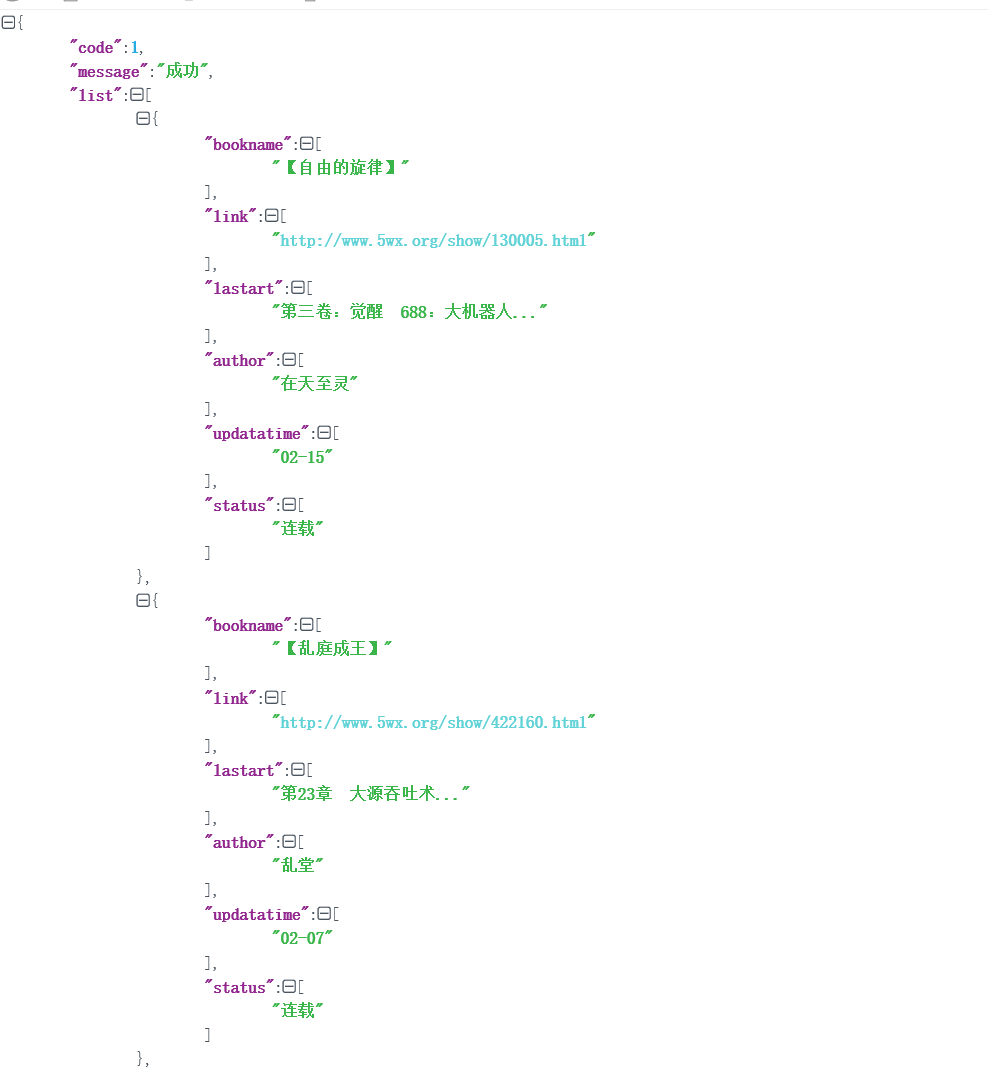 {
"code":1,
"message":"成功",
"list":[
{
"bookname":[
"【自由的旋律】"
],
"link":[
"http://www.5wx.org/show/130005.html"
],
"lastart":[
"第三卷：觉醒　688：大机器人..."
],
"author":[
"在天至灵"
],
"updatatime":[
"02-15"
],
"status":[
"连载"
]
},
{
"bookname":[
"【乱庭成王】"
],
"link":[
"http://www.5wx.org/show/422160.html"
],
"lastart":[
"第23章　大源吞吐术..."
],
"author":[
"乱堂"
],
"updatatime":[
"02-07"
],
"status":[
"连载"
]
},